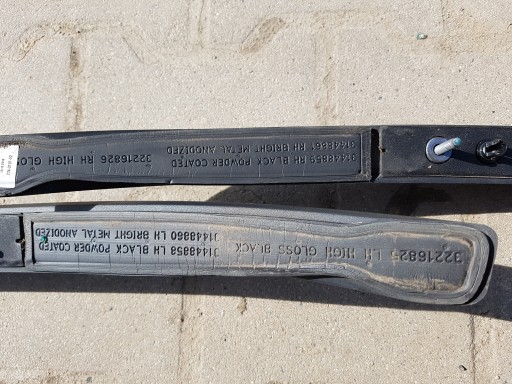 31448861 RH BRIGHT METAL ANODIZED
31448859 RH BLACK POWDER COATED
32216826 RH HIGH GLOSS
31448858 LH BLACK POWDER COATED
31448860 LH BRIGHT METAL ANODIZED
32216825 LH HIGH GLOSS BLACK